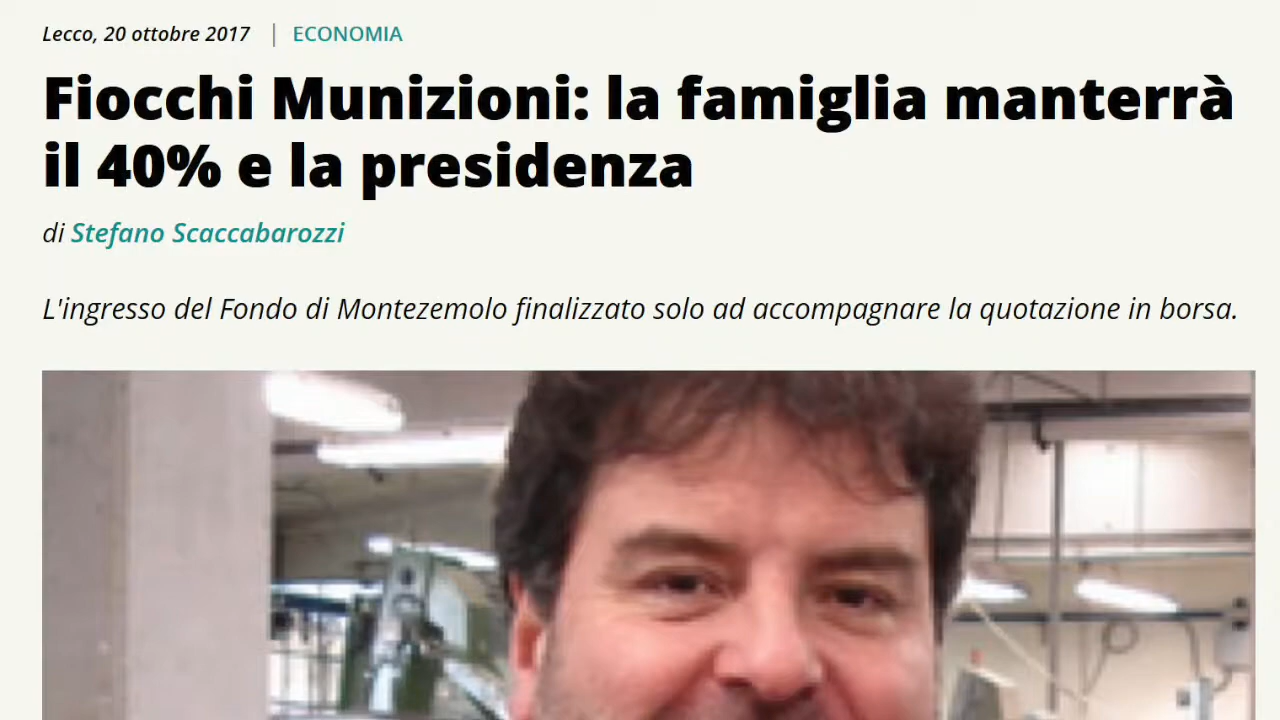 Lecco, 20 ottobre 2017 | ECONOMIA
Fiocchi Munizioni: la famiglia manterrà
il 40% e la presidenza
di Stefano Scaccabarozzi
L'ingresso del Fondo di Montezemolo finalizzato solo ad accompagnare la quotazione in borsa.